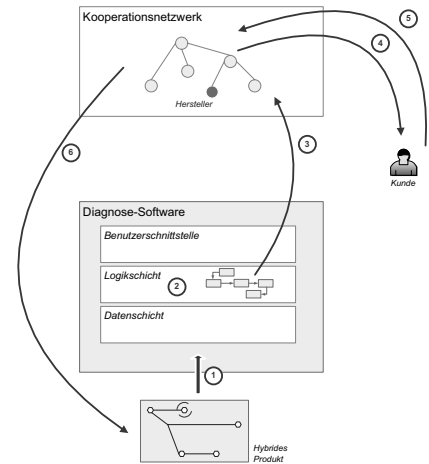 Kooperationsnetzwerk
5
4
Hersteller
6
3
Kunde
Diagnose-Software
Benutzerschnittstelle
Logikschicht
2
Datenschicht
1
Hybrides
Produkt